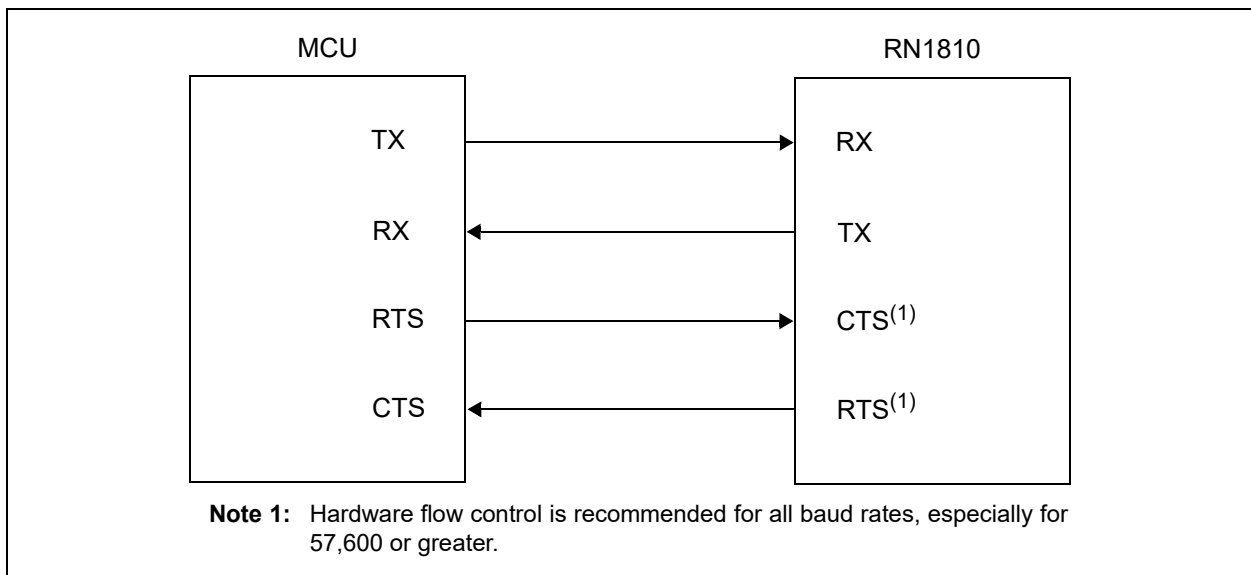 MCU RN1810
TX RX
RX TX
RTS CTS(1)
CTS RTS(1)
Note 1: Hardware flow control is recommended for all baud rates, especially for
57,600 or greater.